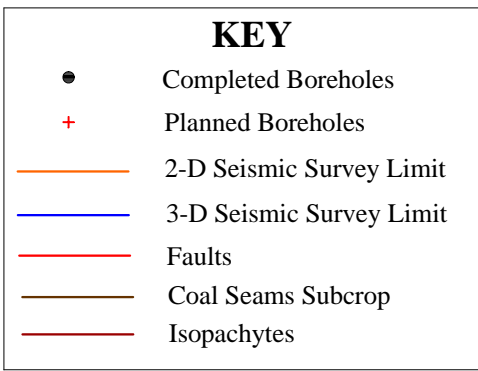 KEY
Completed Boreholes
Planned Boreholes
2-D Seismic Survey Limit
3-D Seismic Survey Limit
Faults
Coal Seams Subcrop
Isopachytes